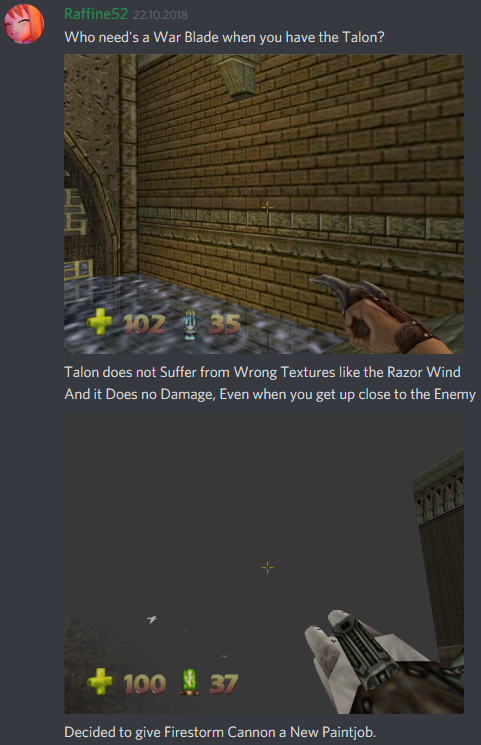 Raffine52 22.10.2018
Who need's a War Blade when you have the Talon?
102 35
Talon does not Suffer from Wrong Textures like the Razor Wind
And it Does no Damage, Even when you get up close to the Enemy
100 37
Decided to give Firestorm Cannon a New Paintjob.